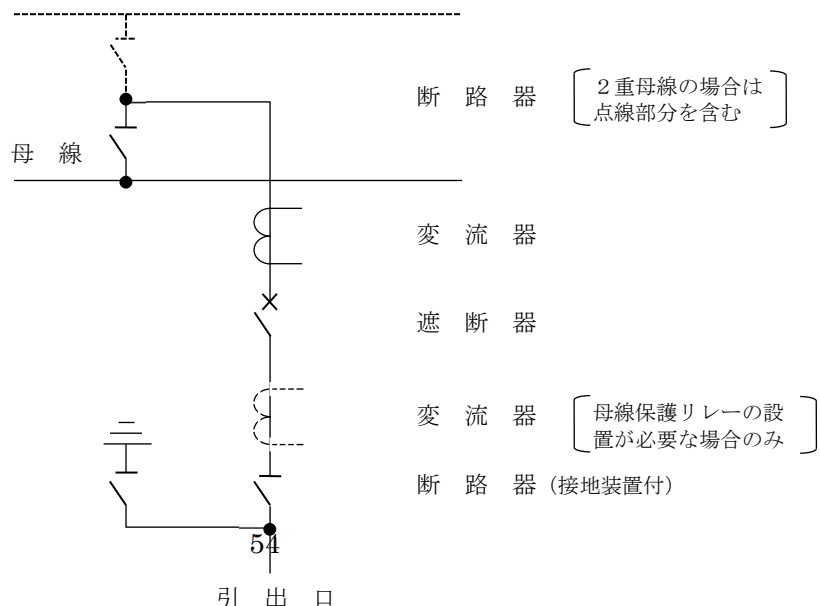 断　路　器　２重母線の場合は
点線部分を含む
母　線
変　流　器
遮　断　器
変　流　器　母線保護リレーの設
置が必要な場合のみ
断　路　器（接地装置付）
54
引　出　口